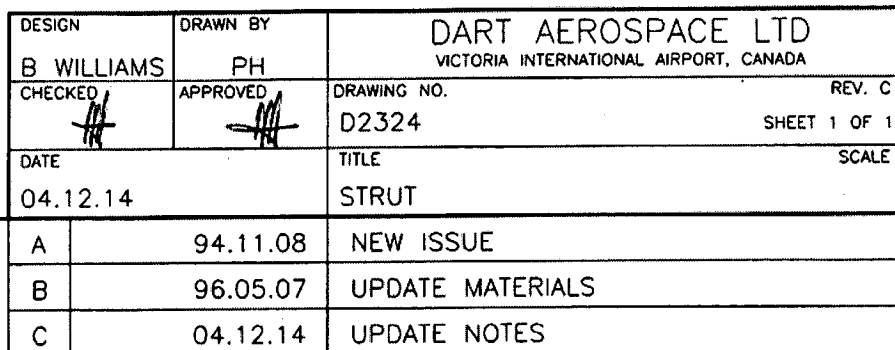 DESIGN
B WILLIAMS
DRAWN BY
PH
DART AEROSPACE LTD
VICTORIA INTERNATIONAL AIRPORT, CANADA
CHECKED
APPROVED
DRAWING NO.
D2324
REV. C
SHEET 1 OF 1
DATE
04.12.14
TITLE
STRUT
SCALE
A 94.11.08 NEW ISSUE
B 96.05.07 UPDATE MATERIALS
C 04.12.14 UPDATE NOTES